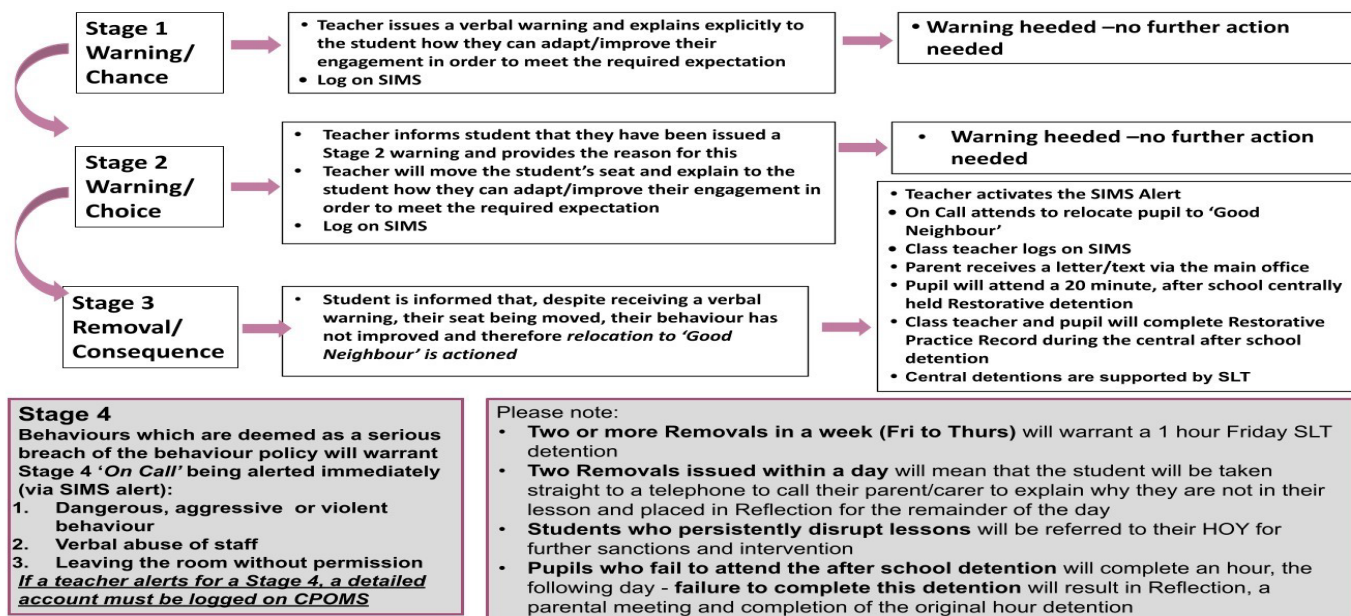 Stage 1
Warning/
Chance
• Teacher issues a verbal warning and explains explicitly to
the student how they can adapt/improve their
engagement in order to meet the required expectation
• Log on SIMS
• Warning heeded –no further action
needed
Stage 2
Warning/
Choice
• Teacher informs student that they have been issued a
Stage 2 warning and provides the reason for this
• Teacher will move the student’s seat and explain to the
student how they can adapt/improve their engagement in
order to meet the required expectation
• Log on SIMS
• Warning heeded –no further action
needed
Stage 3
Removal/
Consequence
• Student is informed that, despite receiving a verbal
warning, their seat being moved, their behaviour has
not improved and therefore relocation to ‘Good
Neighbour’ is actioned
• Teacher activates the SIMS Alert
• On Call attends to relocate pupil to ‘Good
Neighbour’
• Class teacher logs on SIMS
• Parent receives a letter/text via the main office
• Pupil will attend a 20 minute, after school centrally
held Restorative detention
• Class teacher and pupil will complete Restorative
Practice Record during the central after school
detention
• Central detentions are supported by SLT
Stage 4
Behaviours which are deemed as a serious
breach of the behaviour policy will warrant
Stage 4 ‘On Call’ being alerted immediately
(via SIMS alert):
1. Dangerous, aggressive or violent
behaviour
2. Verbal abuse of staff
3. Leaving the room without permission
If a teacher alerts for a Stage 4, a detailed
account must be logged on CPOMS
Please note:
• Two or more Removals in a week (Fri to Thurs) will warrant a 1 hour Friday SLT
detention
• Two Removals issued within a day will mean that the student will be taken
straight to a telephone to call their parent/carer to explain why they are not in their
lesson and placed in Reflection for the remainder of the day
• Students who persistently disrupt lessons will be referred to their HOY for
further sanctions and intervention
• Pupils who fail to attend the after school detention will complete an hour, the
following day - failure to complete this detention will result in Reflection, a
parental meeting and completion of the original hour detention